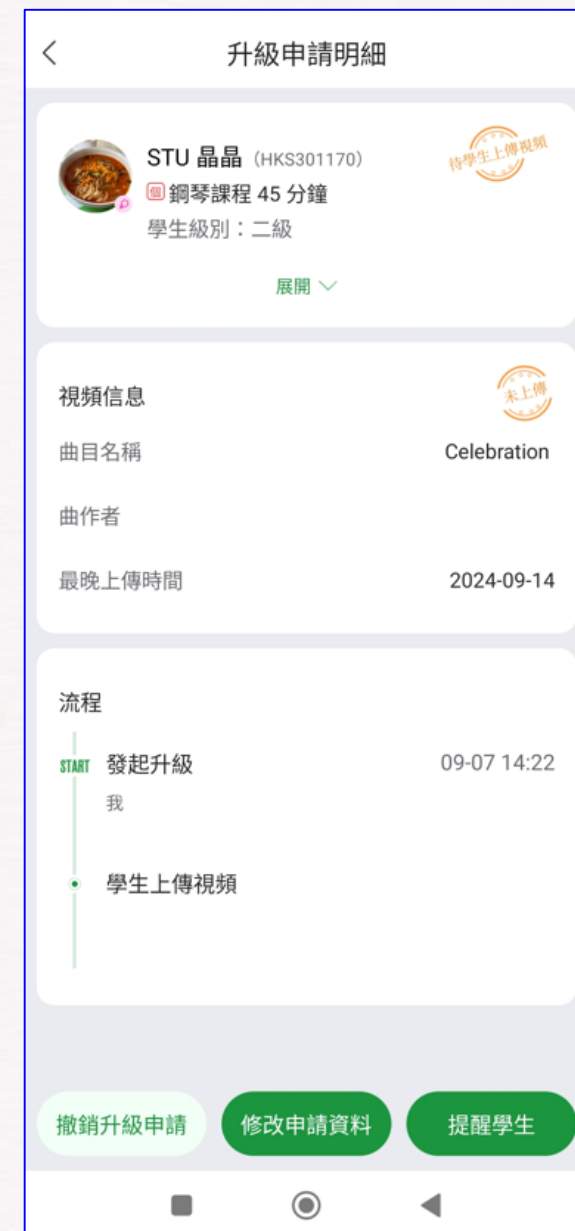 升級申請明細
STU 晶晶 (HKS301170)
待學生上傳視頻
個 鋼琴課程 45 分鐘
學生級別：二級
展開
視頻信息
未上傳
曲目名稱 Celebration
曲作者
最晚上傳時間 2024-09-14
流程
START 發起升級 09-07 14:22
我
學生上傳視頻
撤銷升級申請 修改申請資料 提醒學生